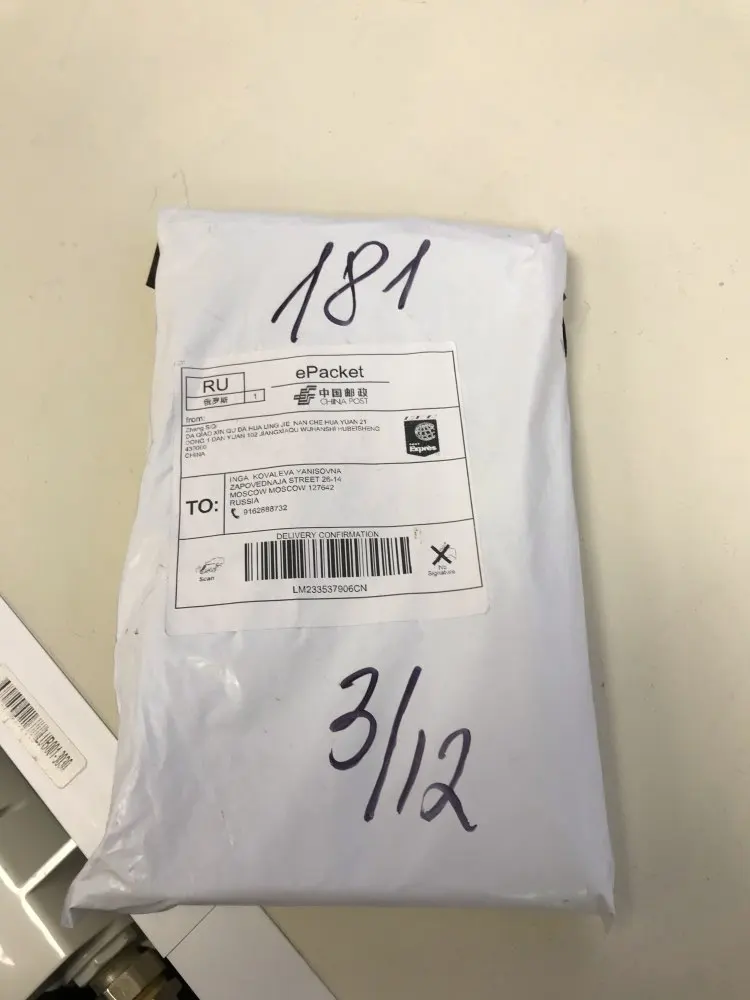 181
ePacket
RU
俄罗斯
1
中国邮政
CHINA POST
from:
Zheng SiQi
DA QIAO XIN QU DA HUA LING JIE NAN CHE HUA YUAN 21
DONG 1 DAN YUAN 102 JIANGXIAQU WUHANSHI HUBEISHENG
CHINA
Expres
TO:
INGA KOVALEVA YANISOVNA
ZAPOVEDNAJA STREET 26-14
MOSCOW MOSCOW 127642
RUSSIA
9162888732
DELIVERY CONFIRMATION
Scan
No
Signature
LM233537906CN
3/12